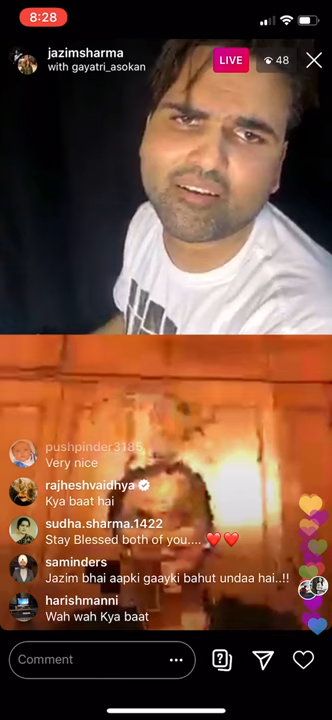 8:28
jazimsharma
with gayatri_asokan
LIVE
48
pushpinder3185
Very nice
rajheshvaidhya
Kya baat hai
sudha.sharma.1422
Stay Blessed both of you.... ❤️❤️
saminders
Jazim bhai aapki gaayki bahut undaa hai..!!
harishmanni
Wah wah Kya baat
Comment